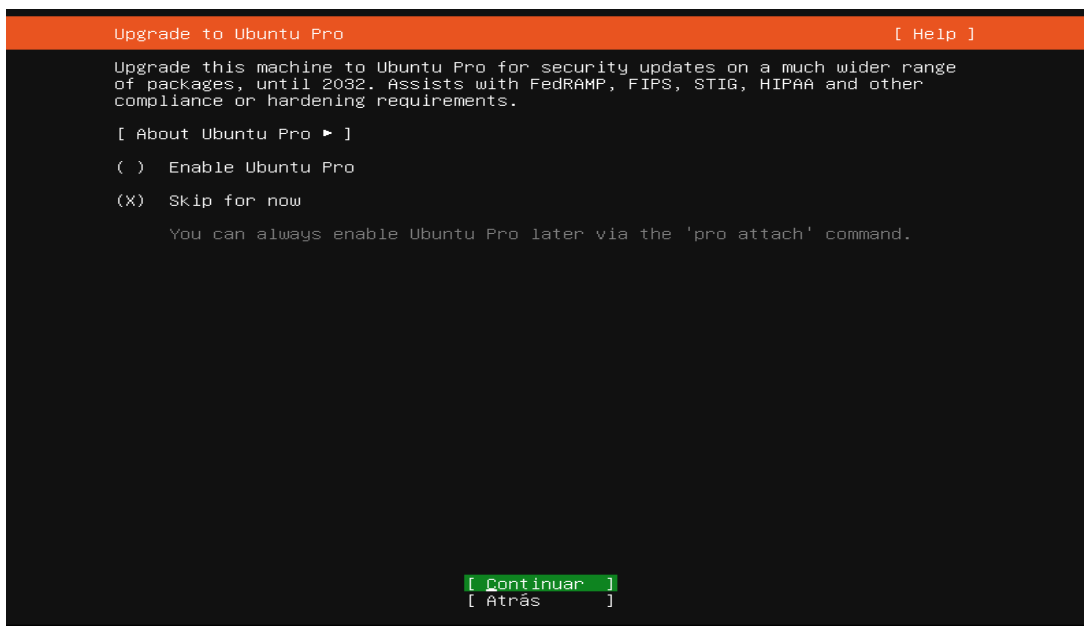 Upgrade to Ubuntu Pro [ Help ]
Upgrade this machine to Ubuntu Pro for security updates on a much wider range
of packages, until 2032. Assists with FedRAMP, FIPS, STIG, HIPAA and other
compliance or hardening requirements.
[ About Ubuntu Pro ► ]
( ) Enable Ubuntu Pro
(X) Skip for now
You can always enable Ubuntu Pro later via the 'pro attach' command.
[ Continuar ]
[ Atrás ]